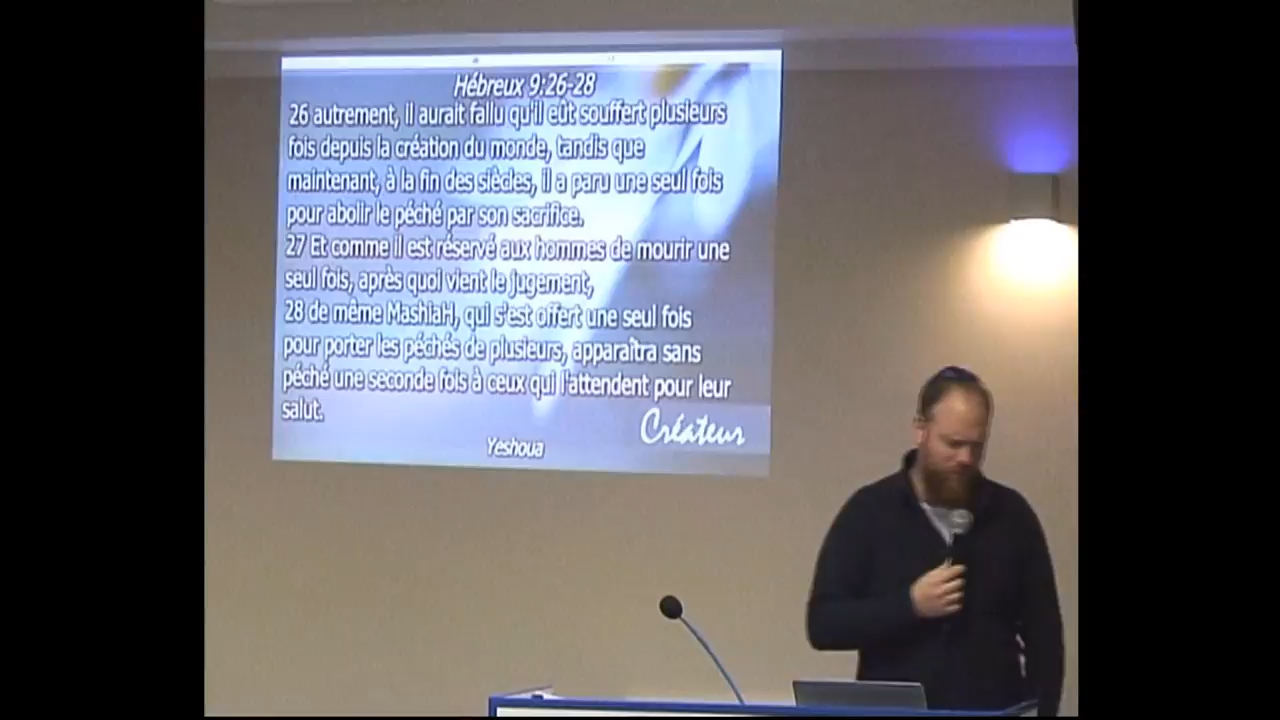 Hébreux 9:26-28
26 autrement, il aurait fallu qu'il eût souffert plusieurs
fois depuis la création du monde, tandis que
maintenant, à la fin des siècles, il a paru une seul fois
pour abolir le péché par son sacrifice.
27 Et comme il est réservé aux hommes de mourir une
seul fois, après quoi vient le jugement,
28 de même MashiaH, qui s'est offert une seul fois
pour porter les péchés de plusieurs, apparaîtra sans
péché une seconde fois à ceux qui l'attendent pour leur
salut.
Créateur
Yeshoua